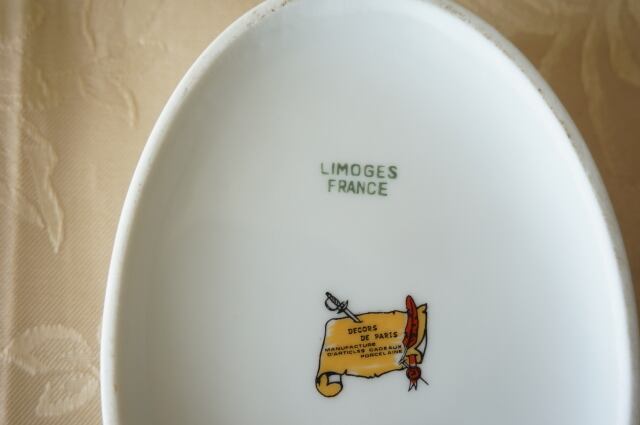 LIMOGES
FRANCE
DECORS
DE PARIS
MANUFACTURE
D'ARTICLES CADEAUX
PORCELAINE